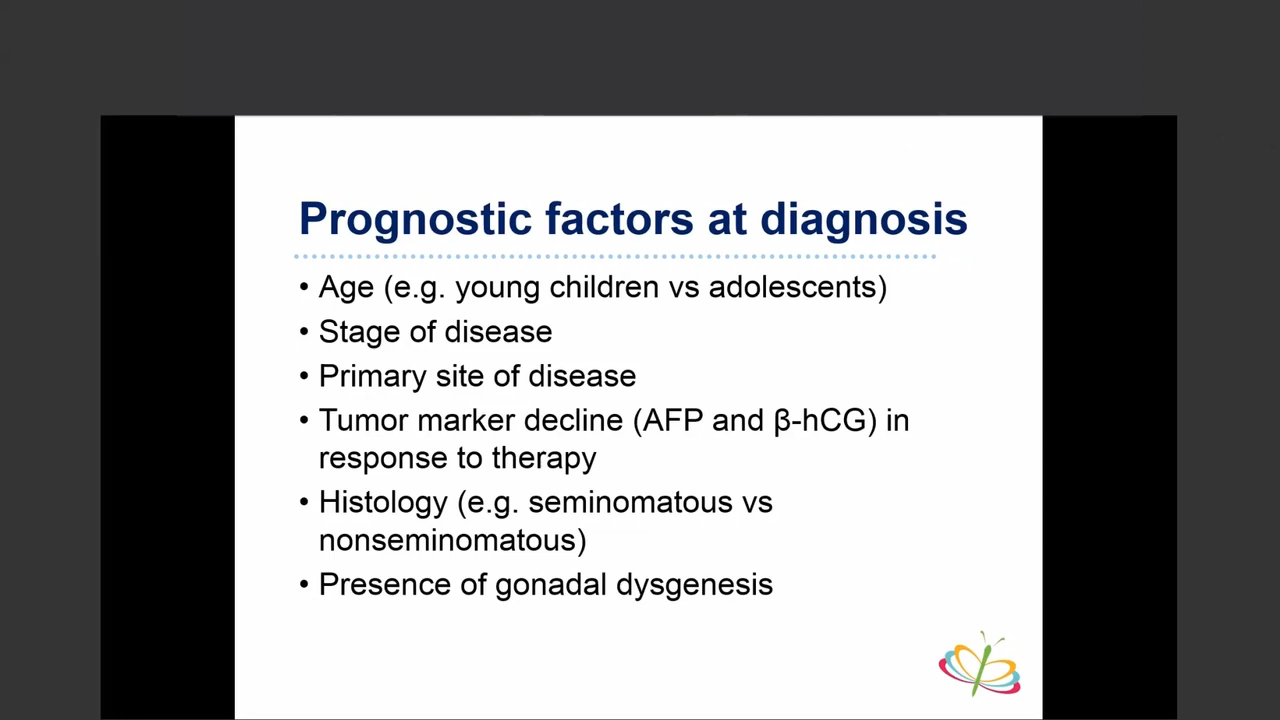 Prognostic factors at diagnosis
• Age (e.g. young children vs adolescents)
• Stage of disease
• Primary site of disease
• Tumor marker decline (AFP and β-hCG) in
response to therapy
• Histology (e.g. seminomatous vs
nonseminomatous)
• Presence of gonadal dysgenesis